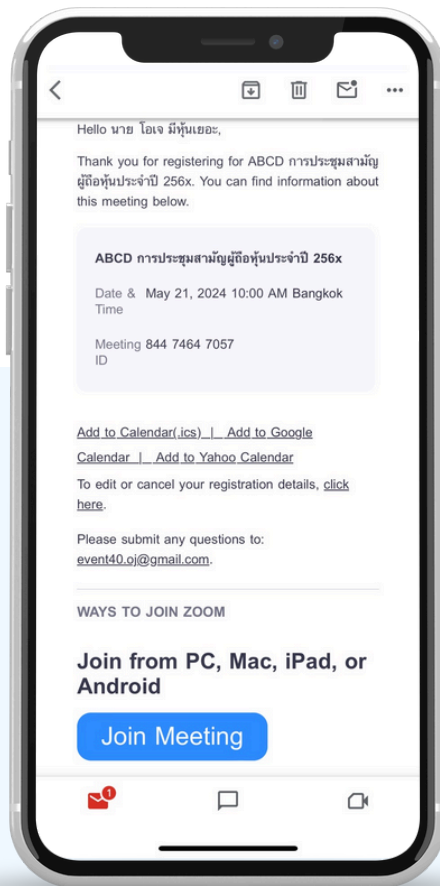 Hello นาย โอเจ มีหุ้นเยอะ,
Thank you for registering for ABCD การประชุมสามัญ
ผู้ถือหุ้นประจำปี 256x. You can find information about
this meeting below.
ABCD การประชุมสามัญผู้ถือหุ้นประจำปี 256x
Date & May 21, 2024 10:00 AM Bangkok
Time
Meeting 844 7464 7057
ID
Add to Calendar(.ics) | Add to Google
Calendar | Add to Yahoo Calendar
To edit or cancel your registration details, click
here.
Please submit any questions to:
event40.oj@gmail.com.
WAYS TO JOIN ZOOM
Join from PC, Mac, iPad, or
Android
Join Meeting
1